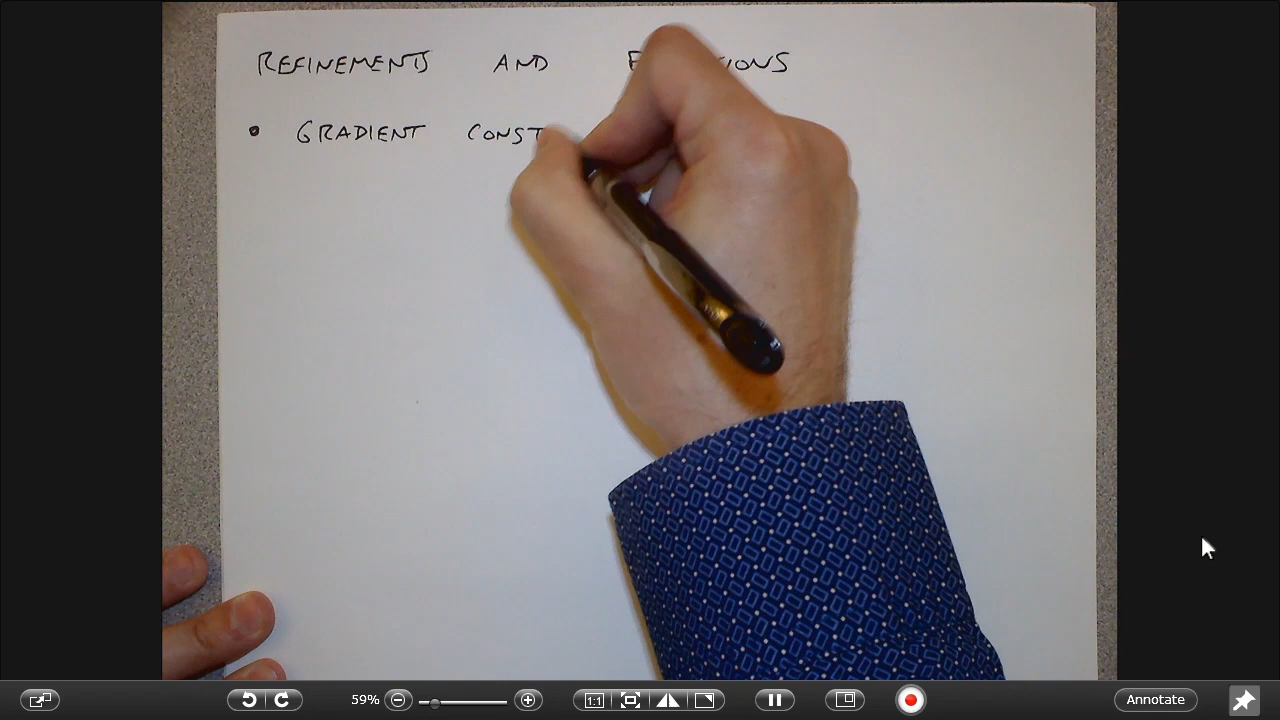 REFINEMENTS AND
GRADIENT CONST
59%
1:1
Annotate